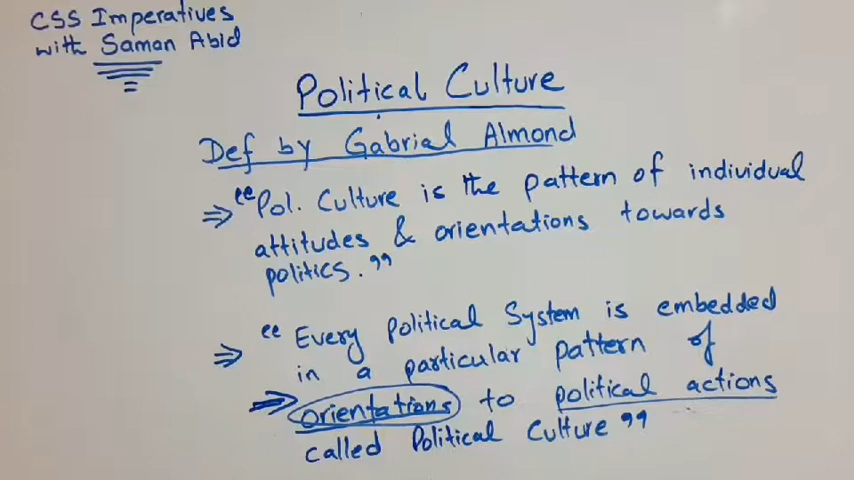 CSS Imperatives
with Saman Abid
Political Culture
Def by Gabrial Almond
⇒ "Pol. Culture is the pattern of individual
attitudes & orientations towards
politics."
⇒ "Every political System is embedded
in a particular pattern of
⇒ orientations to political actions
called Political Culture"